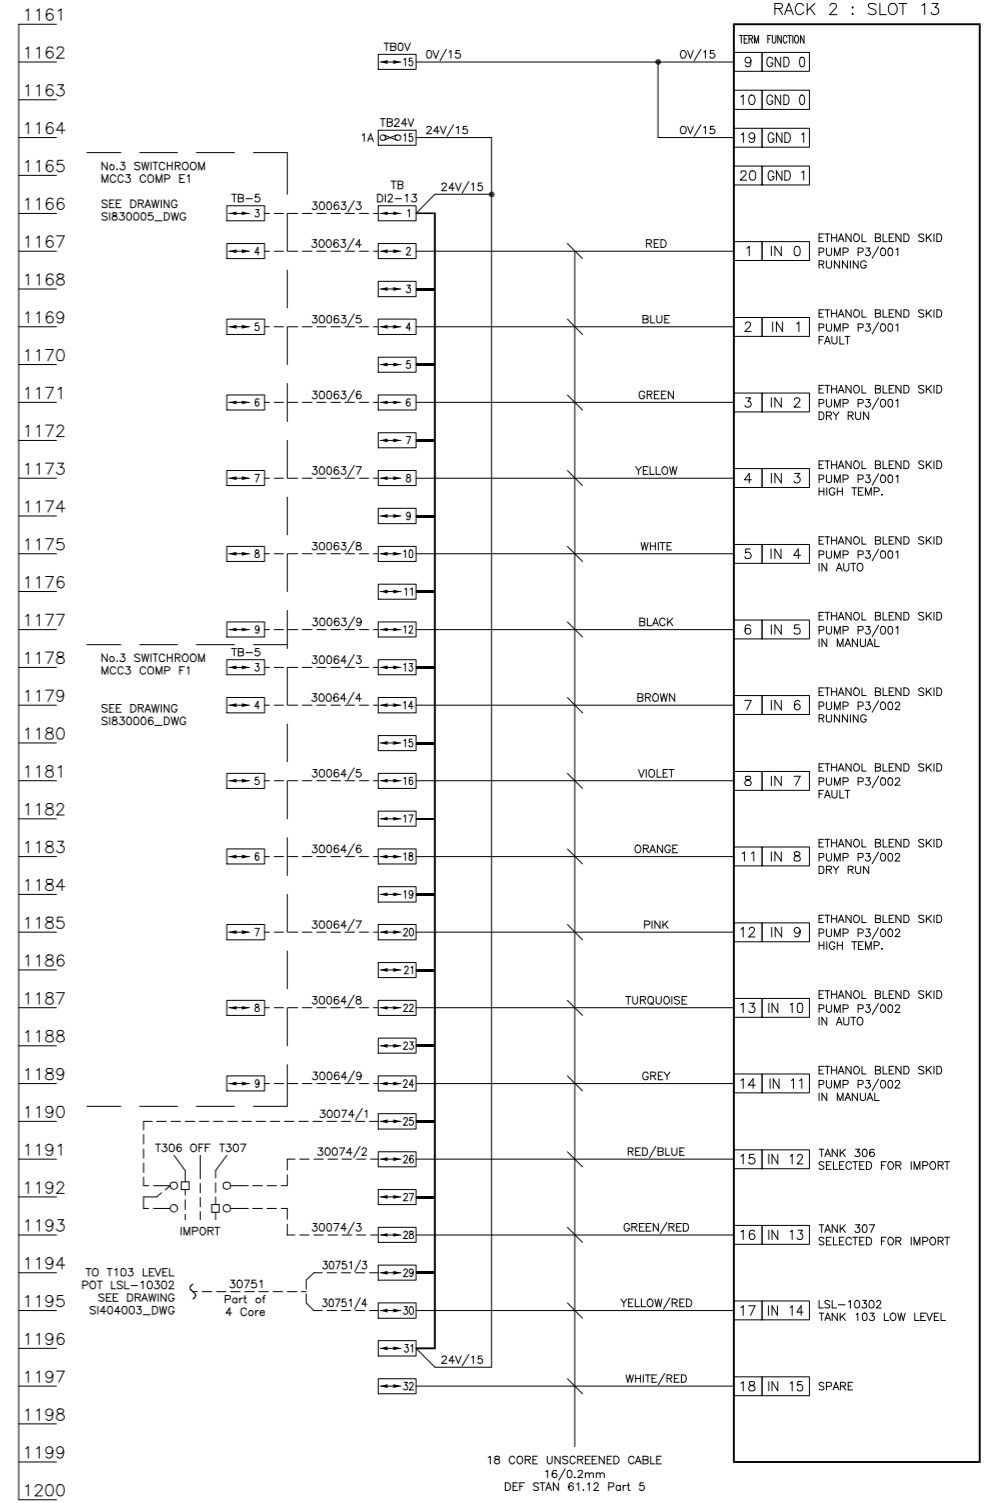 RACK 2 : SLOT 13
1161
TERM FUNCTION
1162 TB0V 15 0V/15 0V/15 9 GND 0
1163 10 GND 0
1164 TB24V 1A 15 24V/15 0V/15 19 GND 1
1165 No.3 SWITCHROOM
MCC3 COMP E1
20 GND 1
1166 SEE DRAWING
SI830005_DWG
TB-5 3 30063/3 TB
DI2-13 1 24V/15
1167 4 30063/4 2 RED 1 IN 0 ETHANOL BLEND SKID
PUMP P3/001
RUNNING
1168 3
1169 5 30063/5 4 BLUE 2 IN 1 ETHANOL BLEND SKID
PUMP P3/001
FAULT
1170 5
1171 6 30063/6 6 GREEN 3 IN 2 ETHANOL BLEND SKID
PUMP P3/001
DRY RUN
1172 7
1173 7 30063/7 8 YELLOW 4 IN 3 ETHANOL BLEND SKID
PUMP P3/001
HIGH TEMP.
1174 9
1175 8 30063/8 10 WHITE 5 IN 4 ETHANOL BLEND SKID
PUMP P3/001
IN AUTO
1176 11
1177 9 30063/9 12 BLACK 6 IN 5 ETHANOL BLEND SKID
PUMP P3/001
IN MANUAL
1178 No.3 SWITCHROOM
MCC3 COMP F1
TB-5 3 30064/3 13
1179 SEE DRAWING
SI830006_DWG
4 30064/4 14 BROWN 7 IN 6 ETHANOL BLEND SKID
PUMP P3/002
RUNNING
1180 15
1181 5 30064/5 16 VIOLET 8 IN 7 ETHANOL BLEND SKID
PUMP P3/002
FAULT
1182 17
1183 6 30064/6 18 ORANGE 11 IN 8 ETHANOL BLEND SKID
PUMP P3/002
DRY RUN
1184 19
1185 7 30064/7 20 PINK 12 IN 9 ETHANOL BLEND SKID
PUMP P3/002
HIGH TEMP.
1186 21
1187 8 30064/8 22 TURQUOISE 13 IN 10 ETHANOL BLEND SKID
PUMP P3/002
IN AUTO
1188 23
1189 9 30064/9 24 GREY 14 IN 11 ETHANOL BLEND SKID
PUMP P3/002
IN MANUAL
1190 30074/1 25
1191 T306 OFF T307 30074/2 26 RED/BLUE 15 IN 12 TANK 306
SELECTED FOR IMPORT
1192 27
1193 IMPORT 30074/3 28 GREEN/RED 16 IN 13 TANK 307
SELECTED FOR IMPORT
1194 TO T103 LEVEL
POT LSL-10302
SEE DRAWING
SI404003_DWG
30751
Part of
4 Core
30751/3 29
1195 30751/4 30 YELLOW/RED 17 IN 14 LSL-10302
TANK 103 LOW LEVEL
1196 31 24V/15
1197 32 WHITE/RED 18 IN 15 SPARE
1198
1199 18 CORE UNSCREENED CABLE
16/0.2mm
DEF STAN 61.12 Part 5
1200